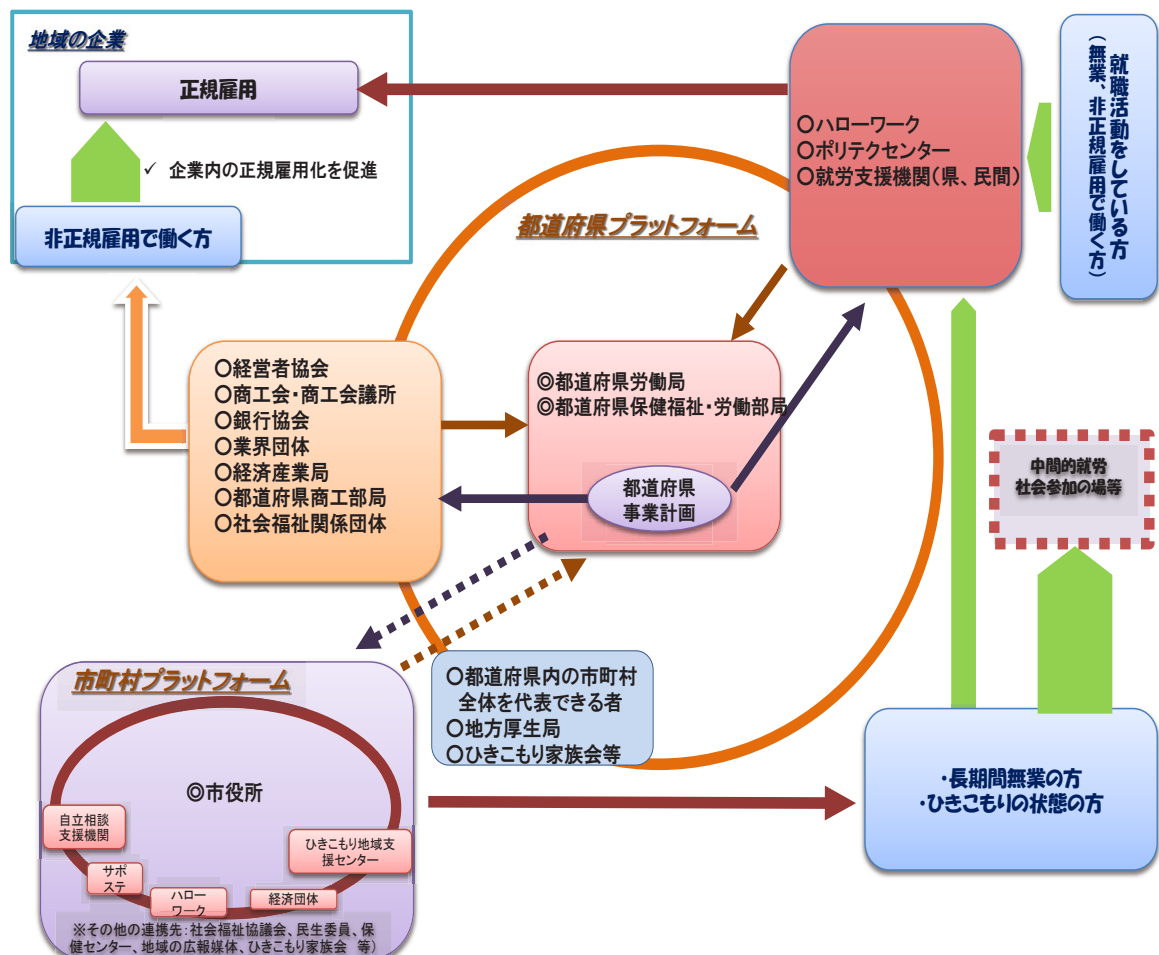 地域の企業
正規雇用
✓ 企業内の正規雇用化を促進
非正規雇用で働く方
都道府県プラットフォーム
〇ハローワーク
〇ポリテクセンター
〇就労支援機関(県、民間)
就職活動をしている方
(無業、非正規雇用で働く方)
〇経営者協会
〇商工会・商工会議所
〇銀行協会
〇業界団体
〇経済産業局
〇都道府県商工部局
〇社会福祉関係団体
◎都道府県労働局
◎都道府県保健福祉・労働部局
都道府県
事業計画
中間的就労
社会参加の場等
市町村プラットフォーム
◎市役所
自立相談
支援機関
サポ
ステ
ハロー
ワーク
経済団体
ひきこもり地域支
援センター
※その他の連携先:社会福祉協議会、民生委員、保
健センター、地域の広報媒体、ひきこもり家族会 等)
〇都道府県内の市町村
全体を代表できる者
〇地方厚生局
〇ひきこもり家族会等
・長期間無業の方
・ひきこもりの状態の方